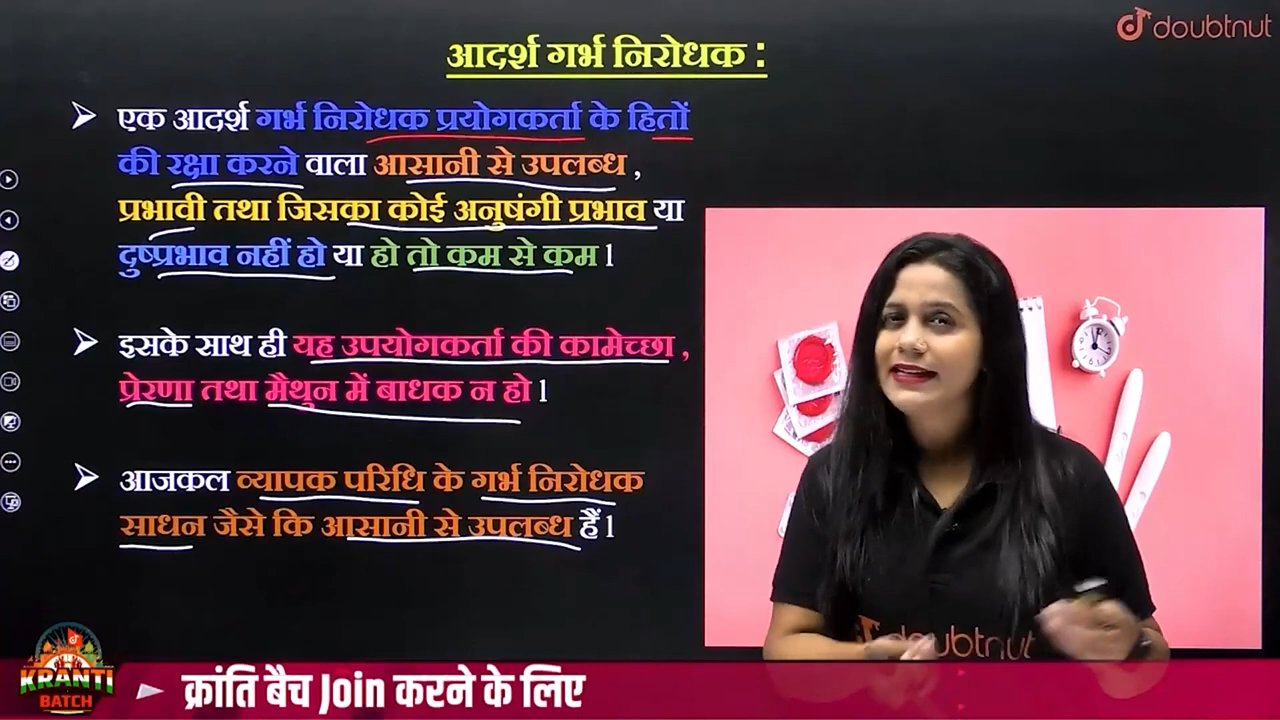 doubtnut
आदर्श गर्भ निरोधक :
एक आदर्श गर्भ निरोधक प्रयोगकर्ता के हितों
की रक्षा करने वाला आसानी से उपलब्ध ,
प्रभावी तथा जिसका कोई अनुषंगी प्रभाव या
दुष्प्रभाव नहीं हो या हो तो कम से कम l
इसके साथ ही यह उपयोगकर्ता की कामेच्छा ,
प्रेरणा तथा मैथुन में बाधक न हो l
आजकल व्यापक परिधि के गर्भ निरोधक
साधन जैसे कि आसानी से उपलब्ध हैं l
doubtnut
KRANTI
BATCH
क्रांति बैच Join करने के लिए